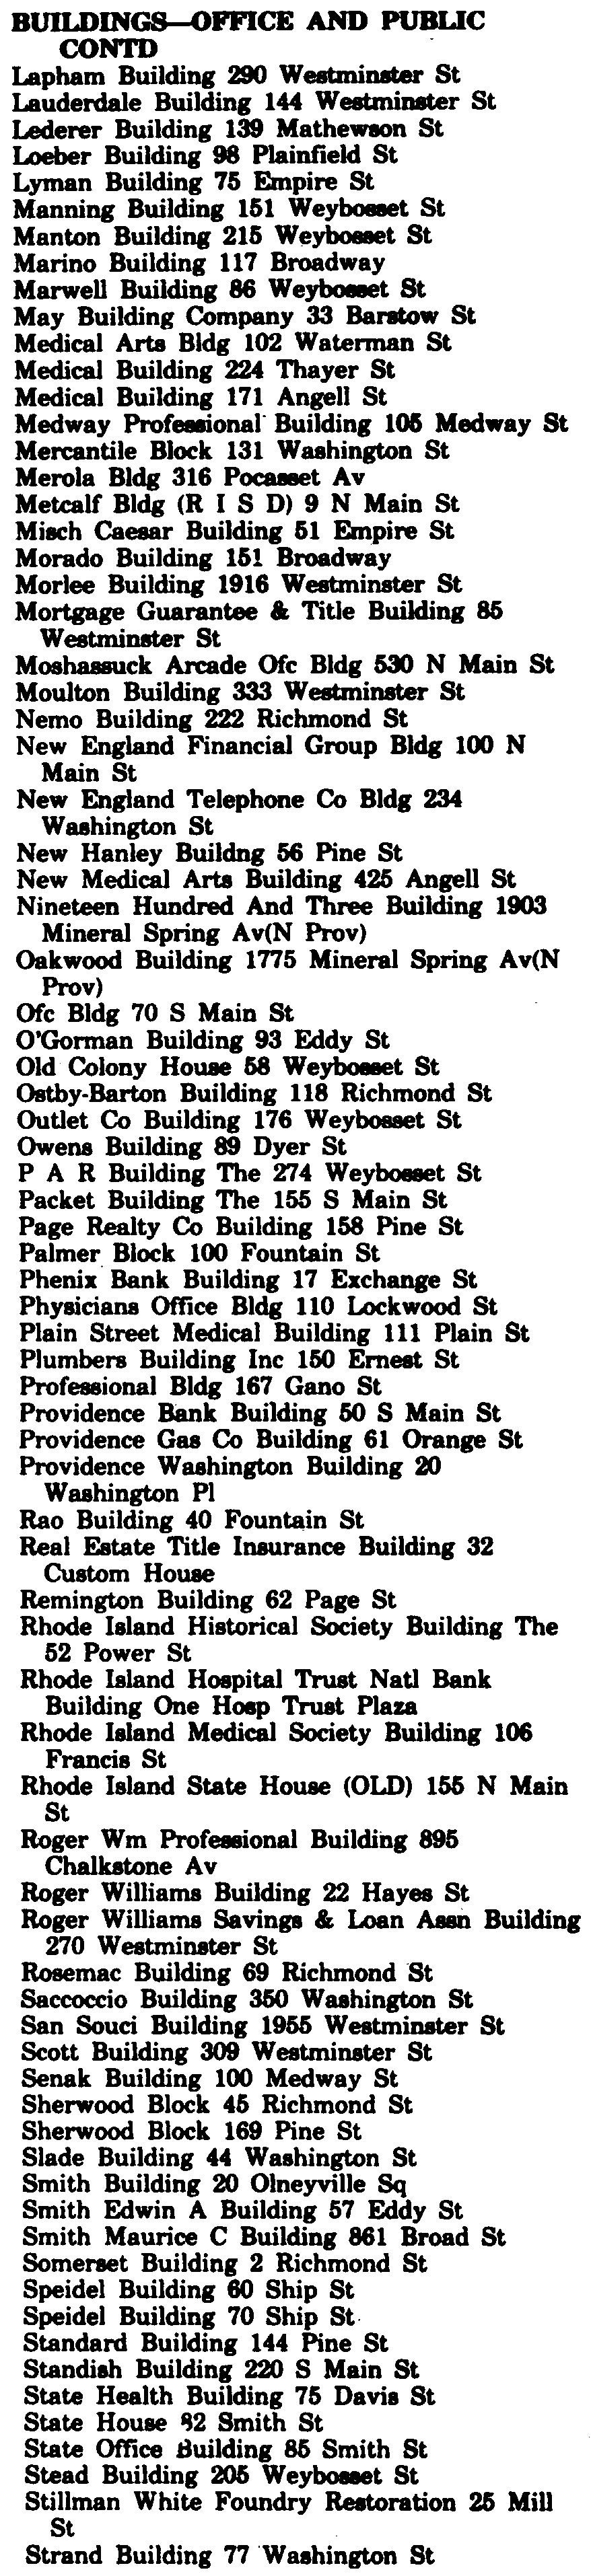 BUILDINGS—OFFICE AND PUBLIC
CONTD
Lapham Building 290 Westminster St
Lauderdale Building 144 Westminster St
Lederer Building 139 Mathewson St
Loeber Building 98 Plainfield St
Lyman Building 75 Empire St
Manning Building 151 Weybosset St
Manton Building 215 Weybosset St
Marino Building 117 Broadway
Marwell Building 86 Weybosset St
May Building Company 33 Barstow St
Medical Arts Bldg 102 Waterman St
Medical Building 224 Thayer St
Medical Building 171 Angell St
Medway Professional Building 105 Medway St
Mercantile Block 131 Washington St
Merola Bldg 316 Pocasset Av
Metcalf Bldg (R I S D) 9 N Main St
Misch Caesar Building 51 Empire St
Morado Building 151 Broadway
Morlee Building 1916 Westminster St
Mortgage Guarantee & Title Building 85
Westminster St
Moshassuck Arcade Ofc Bldg 530 N Main St
Moulton Building 333 Westminster St
Nemo Building 222 Richmond St
New England Financial Group Bldg 100 N
Main St
New England Telephone Co Bldg 234
Washington St
New Hanley Buildng 56 Pine St
New Medical Arts Building 425 Angell St
Nineteen Hundred And Three Building 1903
Mineral Spring Av(N Prov)
Oakwood Building 1775 Mineral Spring Av(N
Prov)
Ofc Bldg 70 S Main St
O'Gorman Building 93 Eddy St
Old Colony House 58 Weybosset St
Ostby-Barton Building 118 Richmond St
Outlet Co Building 176 Weybosset St
Owens Building 89 Dyer St
P A R Building The 274 Weybosset St
Packet Building The 155 S Main St
Page Realty Co Building 158 Pine St
Palmer Block 100 Fountain St
Phenix Bank Building 17 Exchange St
Physicians Office Bldg 110 Lockwood St
Plain Street Medical Building 111 Plain St
Plumbers Building Inc 150 Ernest St
Professional Bldg 167 Gano St
Providence Bank Building 50 S Main St
Providence Gas Co Building 61 Orange St
Providence Washington Building 20
Washington Pl
Rao Building 40 Fountain St
Real Estate Title Insurance Building 32
Custom House
Remington Building 62 Page St
Rhode Island Historical Society Building The
52 Power St
Rhode Island Hospital Trust Natl Bank
Building One Hosp Trust Plaza
Rhode Island Medical Society Building 106
Francis St
Rhode Island State House (OLD) 155 N Main
St
Roger Wm Professional Building 895
Chalkstone Av
Roger Williams Building 22 Hayes St
Roger Williams Savings & Loan Assn Building
270 Westminster St
Rosemac Building 69 Richmond St
Saccoccio Building 350 Washington St
San Souci Building 1955 Westminster St
Scott Building 309 Westminster St
Senak Building 100 Medway St
Sherwood Block 45 Richmond St
Sherwood Block 169 Pine St
Slade Building 44 Washington St
Smith Building 20 Olneyville Sq
Smith Edwin A Building 57 Eddy St
Smith Maurice C Building 861 Broad St
Somerset Building 2 Richmond St
Speidel Building 60 Ship St
Speidel Building 70 Ship St
Standard Building 144 Pine St
Standish Building 220 S Main St
State Health Building 75 Davis St
State House 82 Smith St
State Office Building 85 Smith St
Stead Building 205 Weybosset St
Stillman White Foundry Restoration 25 Mill
St
Strand Building 77 Washington St